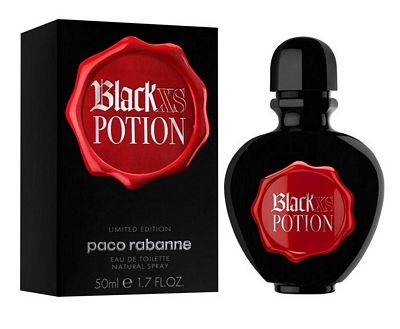 Black XS
POTION
LIMITED EDITION
paco rabanne
EAU DE TOILETTE
NATURAL SPRAY
50ml e 1.7 FL.OZ.
Black XS
POTION